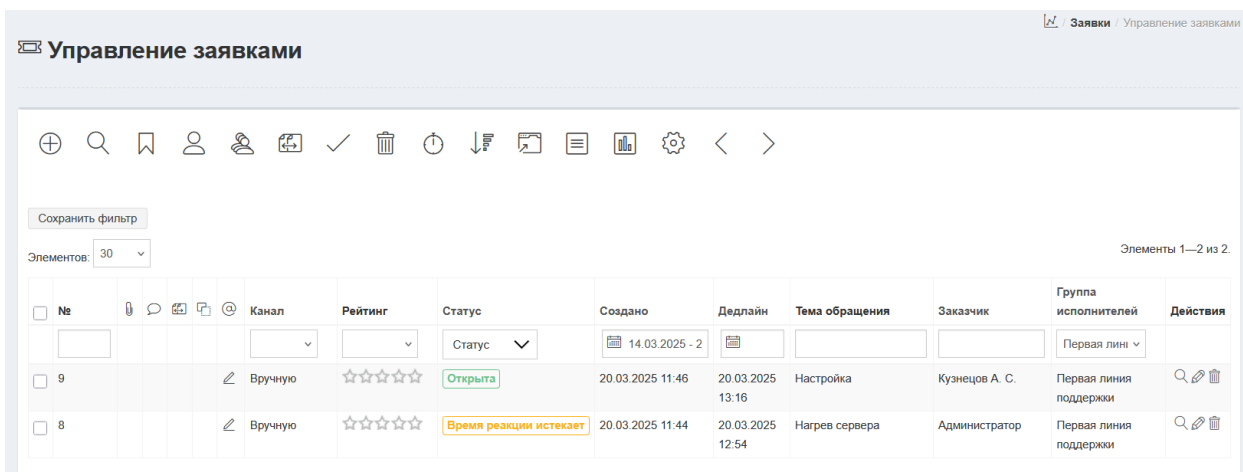 / Заявки / Управление заявками
Управление заявками
Сохранить фильтр
Элементов: 30
Элементы 1—2 из 2.
№ @ Канал Рейтинг Статус Создано Дедлайн Тема обращения Заказчик Группа исполнителей Действия
Статус 14.03.2025 - 2 Первая лини
9 Вручную Открыта 20.03.2025 11:46 20.03.2025 13:16 Настройка Кузнецов А. С. Первая линия поддержки
8 Вручную Время реакции истекает 20.03.2025 11:44 20.03.2025 12:54 Нагрев сервера Администратор Первая линия поддержки